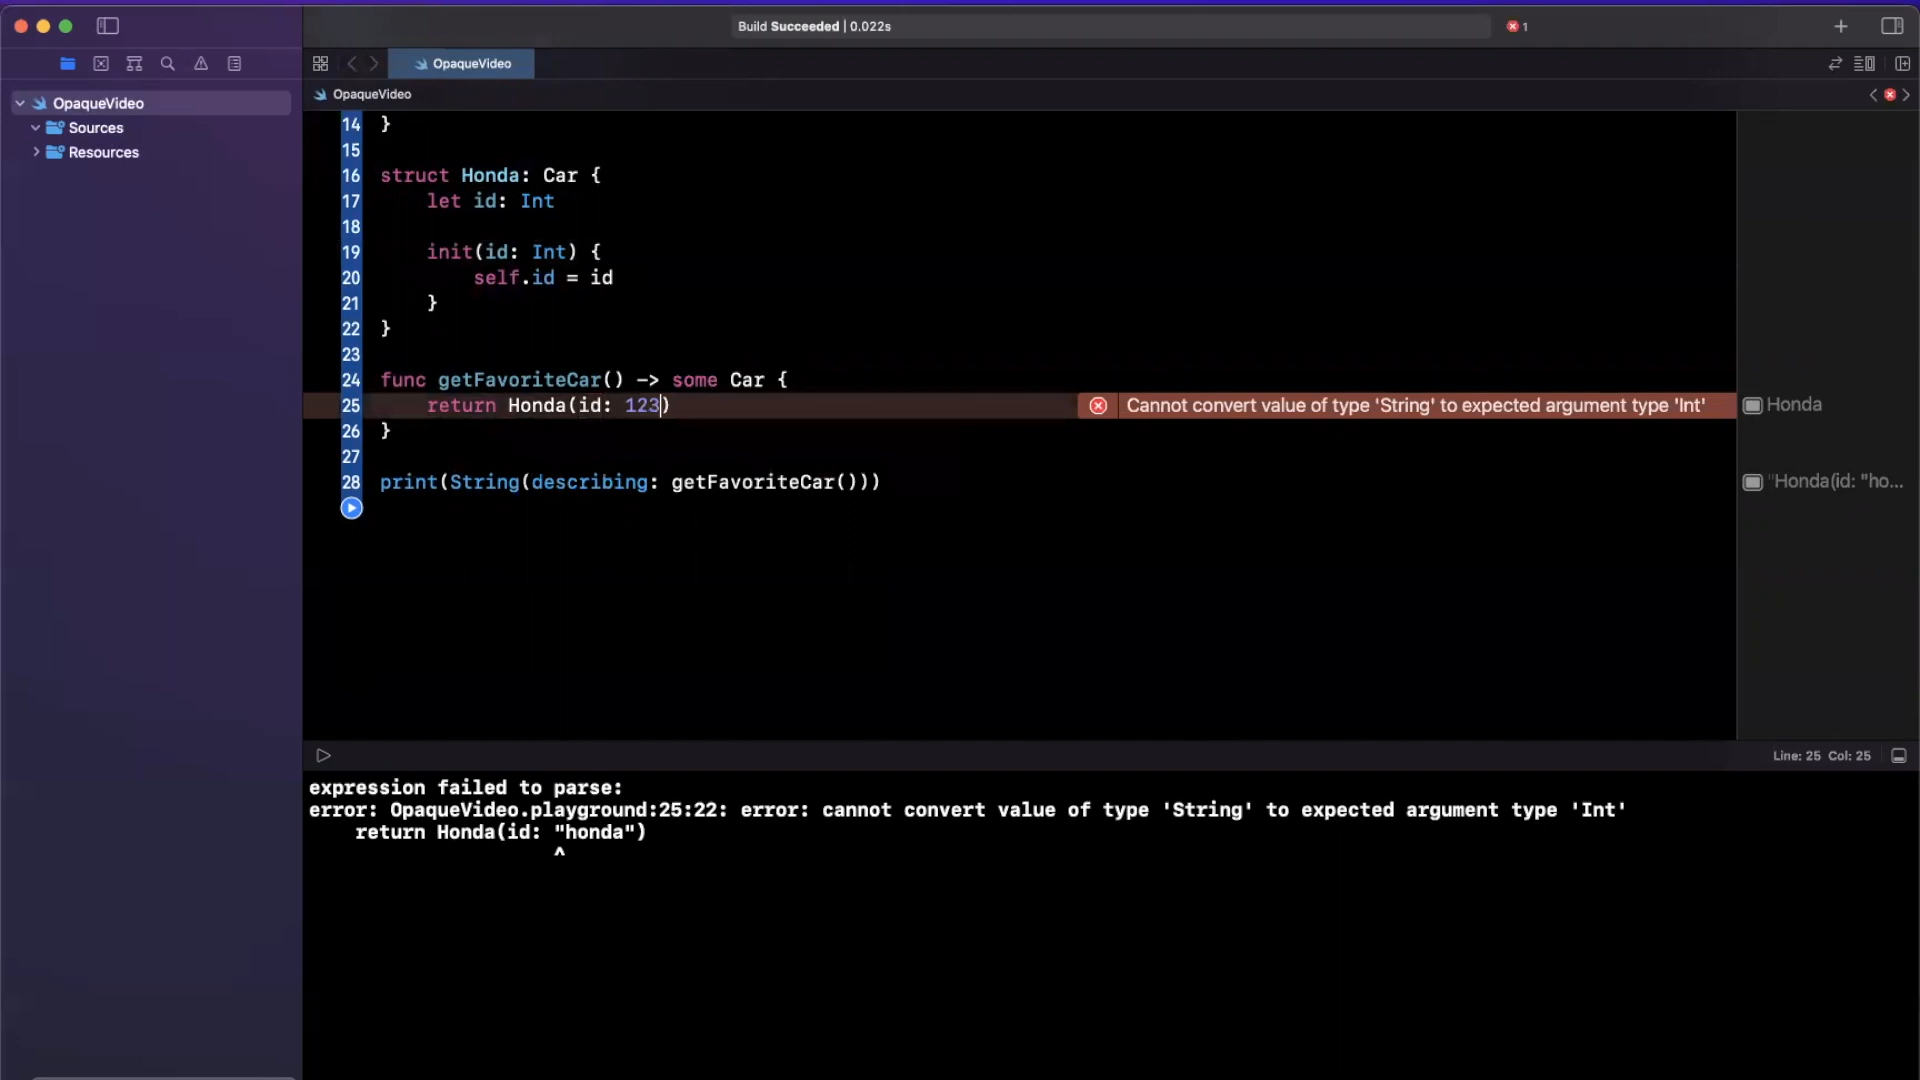 Build Succeeded | 0.022s
1
OpaqueVideo
OpaqueVideo
OpaqueVideo
Sources
Resources
14 }
15
16 struct Honda: Car {
17 let id: Int
18
19 init(id: Int) {
20 self.id = id
21 }
22 }
23
24 func getFavoriteCar() -> some Car {
25 return Honda(id: 123)
Cannot convert value of type 'String' to expected argument type 'Int'
Honda
26 }
27
28 print(String(describing: getFavoriteCar()))
"Honda(id: "ho...
Line: 25 Col: 25
expression failed to parse:
error: OpaqueVideo.playground:25:22: error: cannot convert value of type 'String' to expected argument type 'Int'
return Honda(id: "honda")
^